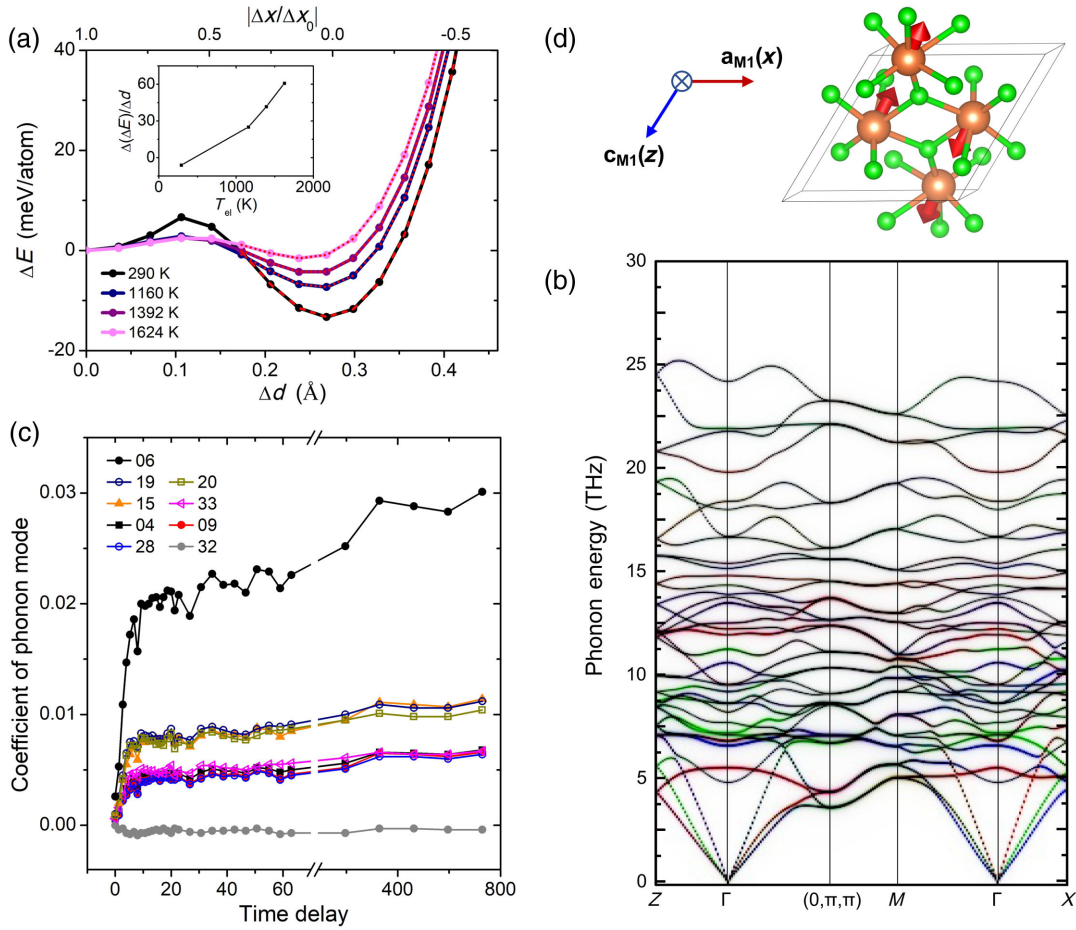 (a)
|Δx/Δx₀|
1.0 0.5 0.0 -0.5
40
20
0
-20
ΔE (meV/atom)
60
30
0
Δ(ΔE)/Δd
0 1000 2000
T_el (K)
290 K
1160 K
1392 K
1624 K
0.0 0.1 0.2 0.3 0.4
Δd (Å)
(d)
a_M1(x)
c_M1(z)
(b)
30
25
20
15
10
5
0
Phonon energy (THz)
Z Γ (0,π,π) M Γ X
(c)
06
19 20
15 33
04 09
28 32
0.03
0.02
0.01
0.00
Coefficient of phonon mode
0 20 40 60 400 800
Time delay